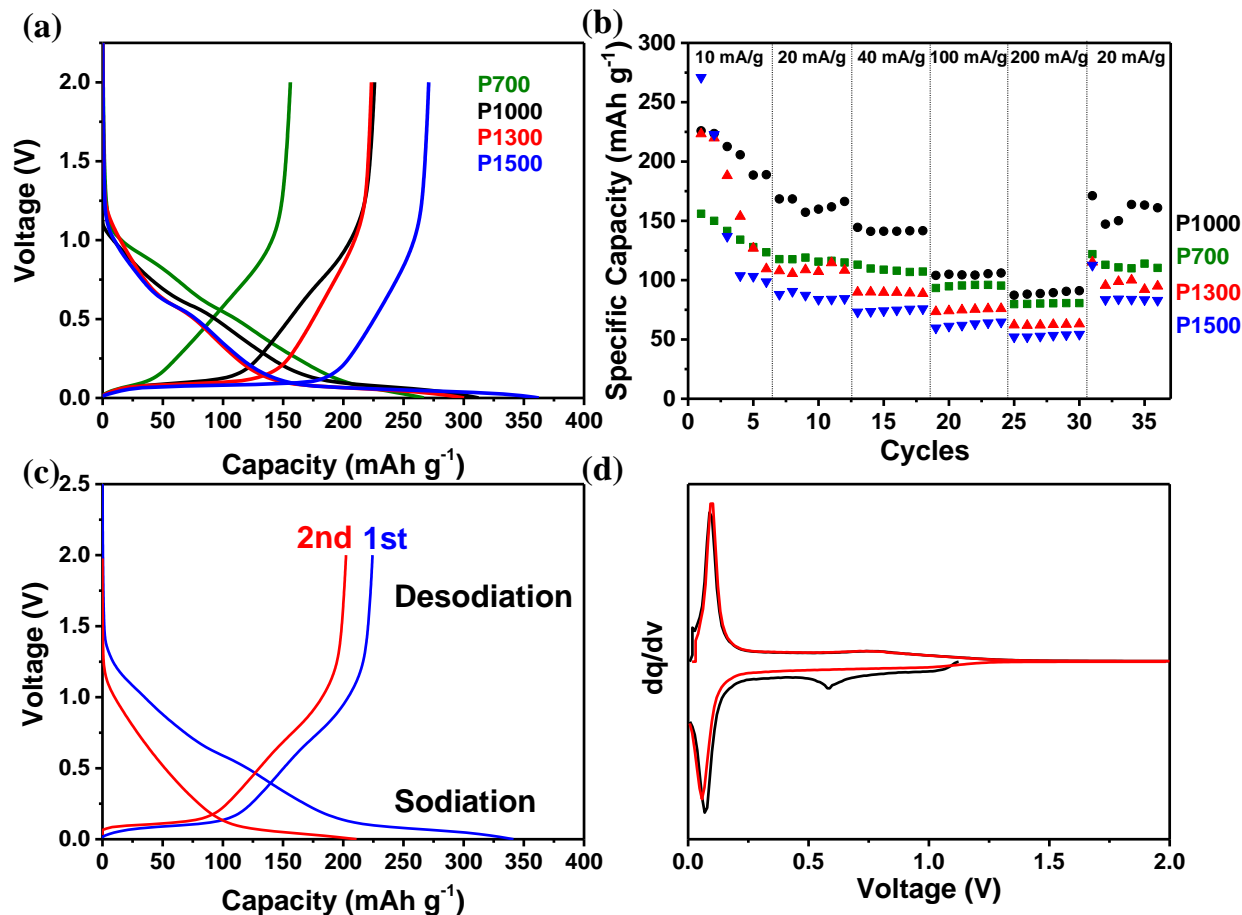 (a)
Voltage (V)
2.0
1.5
1.0
0.5
0.0
0 50 100 150 200 250 300 350 400
Capacity (mAh g⁻¹)
P700
P1000
P1300
P1500
(b)
Specific Capacity (mAh g⁻¹)
300
250
200
150
100
50
0
0 5 10 15 20 25 30 35
Cycles
10 mA/g 20 mA/g 40 mA/g 100 mA/g 200 mA/g 20 mA/g
P1000
P700
P1300
P1500
(c)
Voltage (V)
2.5
2.0
1.5
1.0
0.5
0.0
0 50 100 150 200 250 300 350 400
Capacity (mAh g⁻¹)
2nd 1st
Desodiation
Sodiation
(d)
dq/dv
0.0 0.5 1.0 1.5 2.0
Voltage (V)